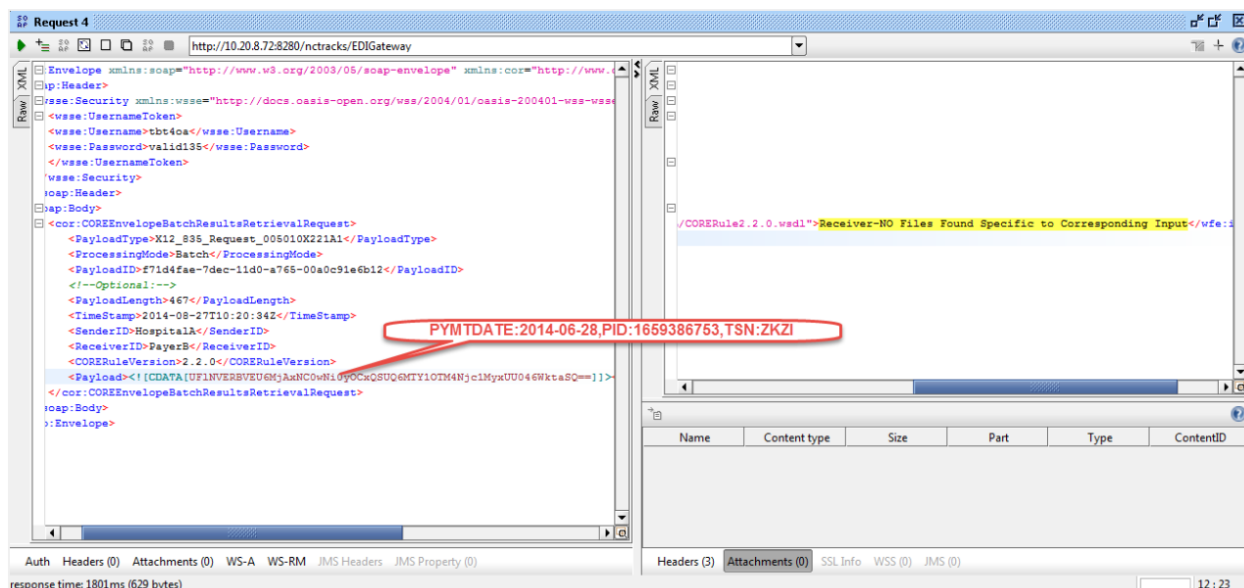 Request 4
http://10.20.8.72:8280/nctracks/EDIGateway
XML
Raw
:Envelope xmlns:soap="http://www.w3.org/2003/05/soap-envelope" xmlns:cor="http://www.
ap:Header>
wsse:Security xmlns:wsse="http://docs.oasis-open.org/wss/2004/01/oasis-200401-wss-wsse
<wsse:UsernameToken>
<wsse:Username>tbt4oa</wsse:Username>
<wsse:Password>valid135</wsse:Password>
</wsse:UsernameToken>
/wsse:Security>
soap:Header>
oap:Body>
<cor:COREEnvelopeBatchResultsRetrievalRequest>
<PayloadType>X12_835_Request_005010X221A1</PayloadType>
<ProcessingMode>Batch</ProcessingMode>
<PayloadID>f71d4fae-7dec-11d0-a765-00a0c91e6b12</PayloadID>
<!--Optional:-->
<PayloadLength>467</PayloadLength>
<TimeStamp>2014-08-27T10:20:34Z</TimeStamp>
<SenderID>HospitalA</SenderID>
<ReceiverID>PayerB</ReceiverID>
<CORERuleVersion>2.2.0</CORERuleVersion>
<Payload><![CDATA[UFlNVERBVEU6MjAxNC0wNi0yOCxQSUQ6MTY1OTM4Njc1MyxUU046WktaSQ==]]>
</cor:COREEnvelopeBatchResultsRetrievalRequest>
soap:Body>
:Envelope>
PYMTDATE:2014-06-28,PID:1659386753,TSN:ZKZI
XML
Raw
/CORERule2.2.0.wsdl">Receiver-NO Files Found Specific to Corresponding Input</wfe:i
Name Content type Size Part Type ContentID
Auth Headers (0) Attachments (0) WS-A WS-RM JMS Headers JMS Property (0)
Headers (3) Attachments (0) SSL Info WSS (0) JMS (0)
response time: 1801ms (629 bytes)
12 : 23